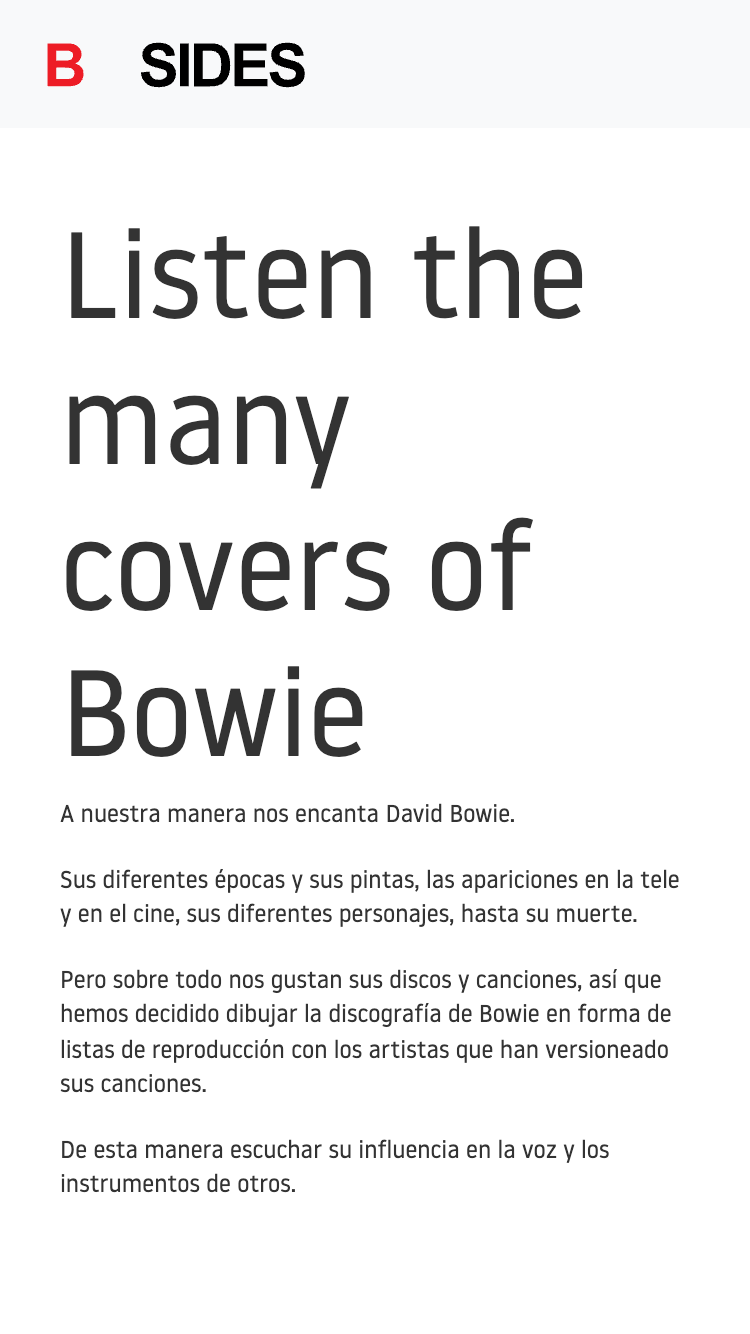 B SIDES
Listen the
many
covers of
Bowie
A nuestra manera nos encanta David Bowie.
Sus diferentes épocas y sus pintas, las apariciones en la tele
y en el cine, sus diferentes personajes, hasta su muerte.
Pero sobre todo nos gustan sus discos y canciones, así que
hemos decidido dibujar la discografía de Bowie en forma de
listas de reproducción con los artistas que han versioneado
sus canciones.
De esta manera escuchar su influencia en la voz y los
instrumentos de otros.